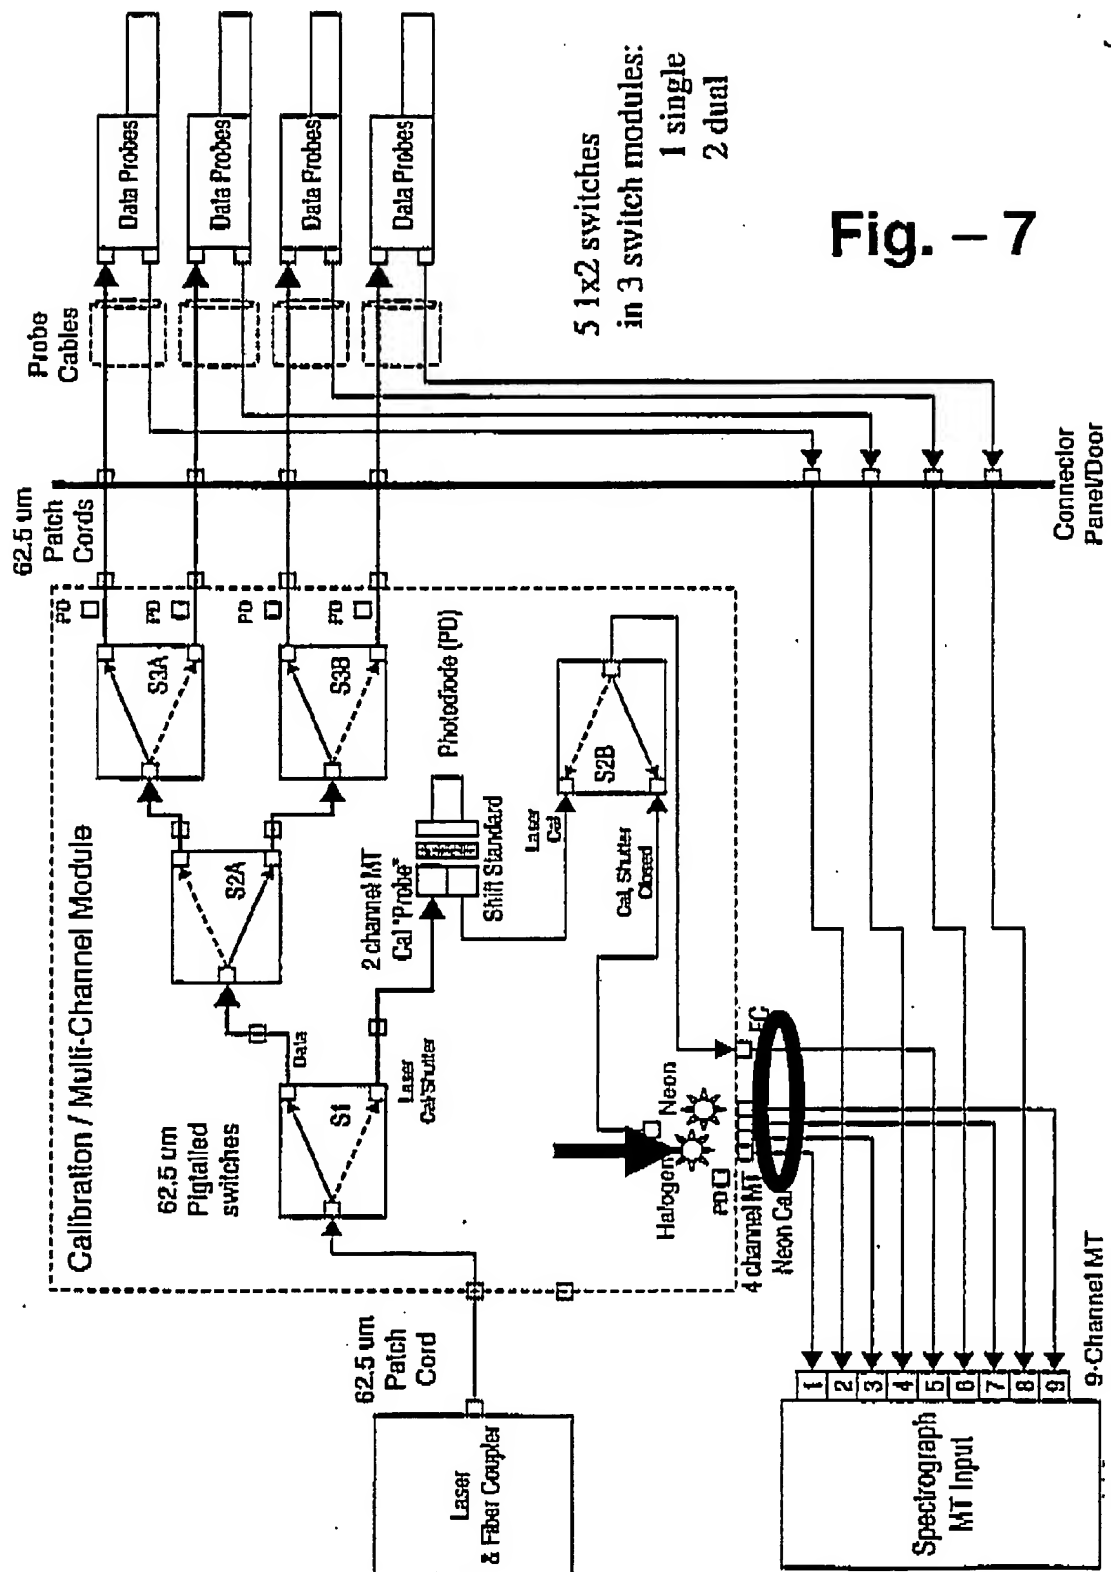 Data Probes
Data Probes
Data Probes
Data Probes
Probe
Cables
5 1x2 switches
in 3 switch modules:
1 single
2 dual
Fig. – 7
62.5 um
Patch
Cords
Connector
Panel/Door
PD
PD
PD
PD
Calibration / Multi-Channel Module
S3A
S3B
Photodiode (PD)
S2A
S2B
2 channel MT
Cal "Probe"
Shift Standard
Laser
Cal
Cal, Shutter
Closed
Data
Laser
Cal/Shutter
S1
62.5 um
Pigtailed
switches
Neon
Halogen
PD
FC
4 channel MT
Neon Cal
62.5 um
Patch
Cord
Laser
& Fiber Coupler
1
2
3
4
5
6
7
8
9
9-Channel MT
Spectrograph
MT Input